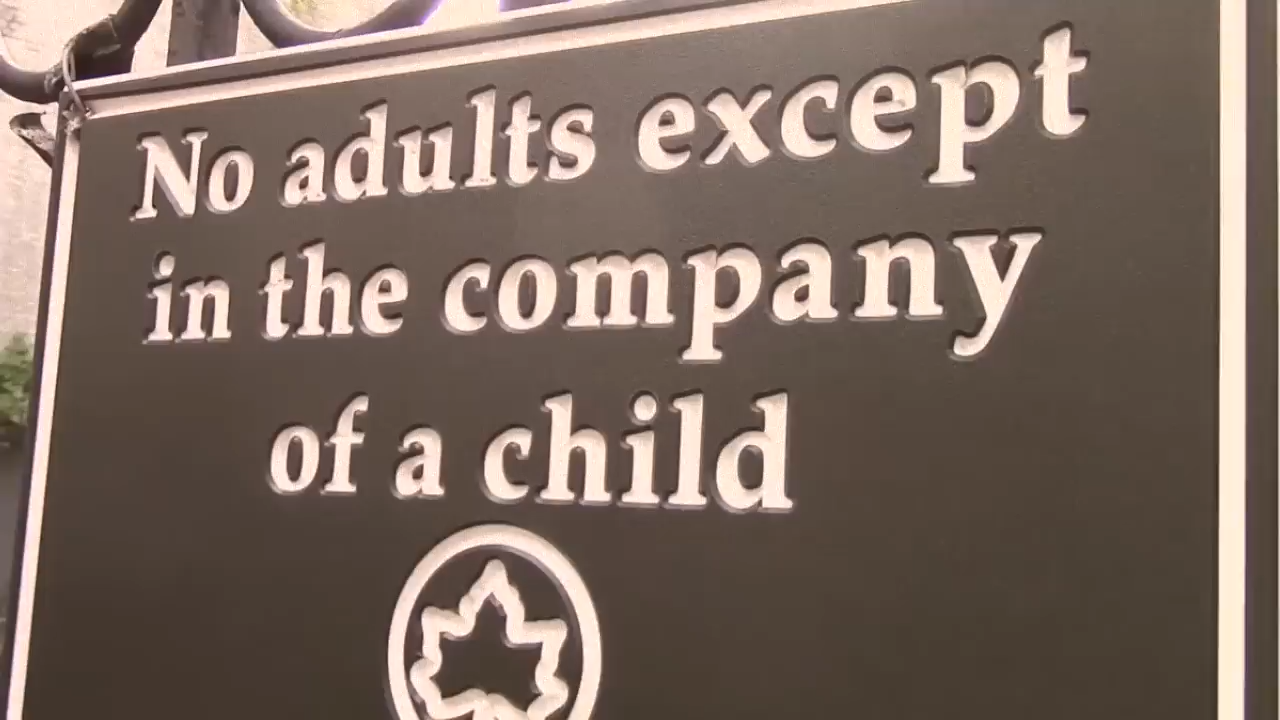 No adults except
in the company
of a child